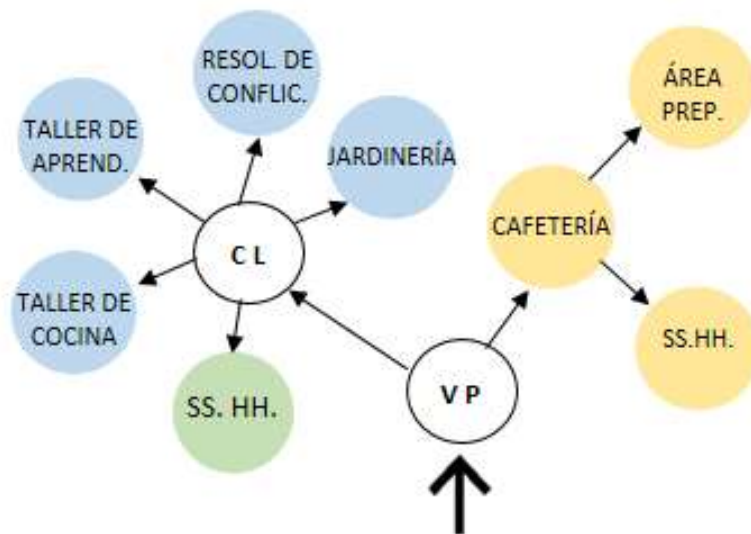 RESOL. DE
CONFLIC.
ÁREA
PREP.
TALLER DE
APREND.
JARDINERÍA
CAFETERÍA
C L
TALLER DE
COCINA
SS.HH.
SS. HH.
V P